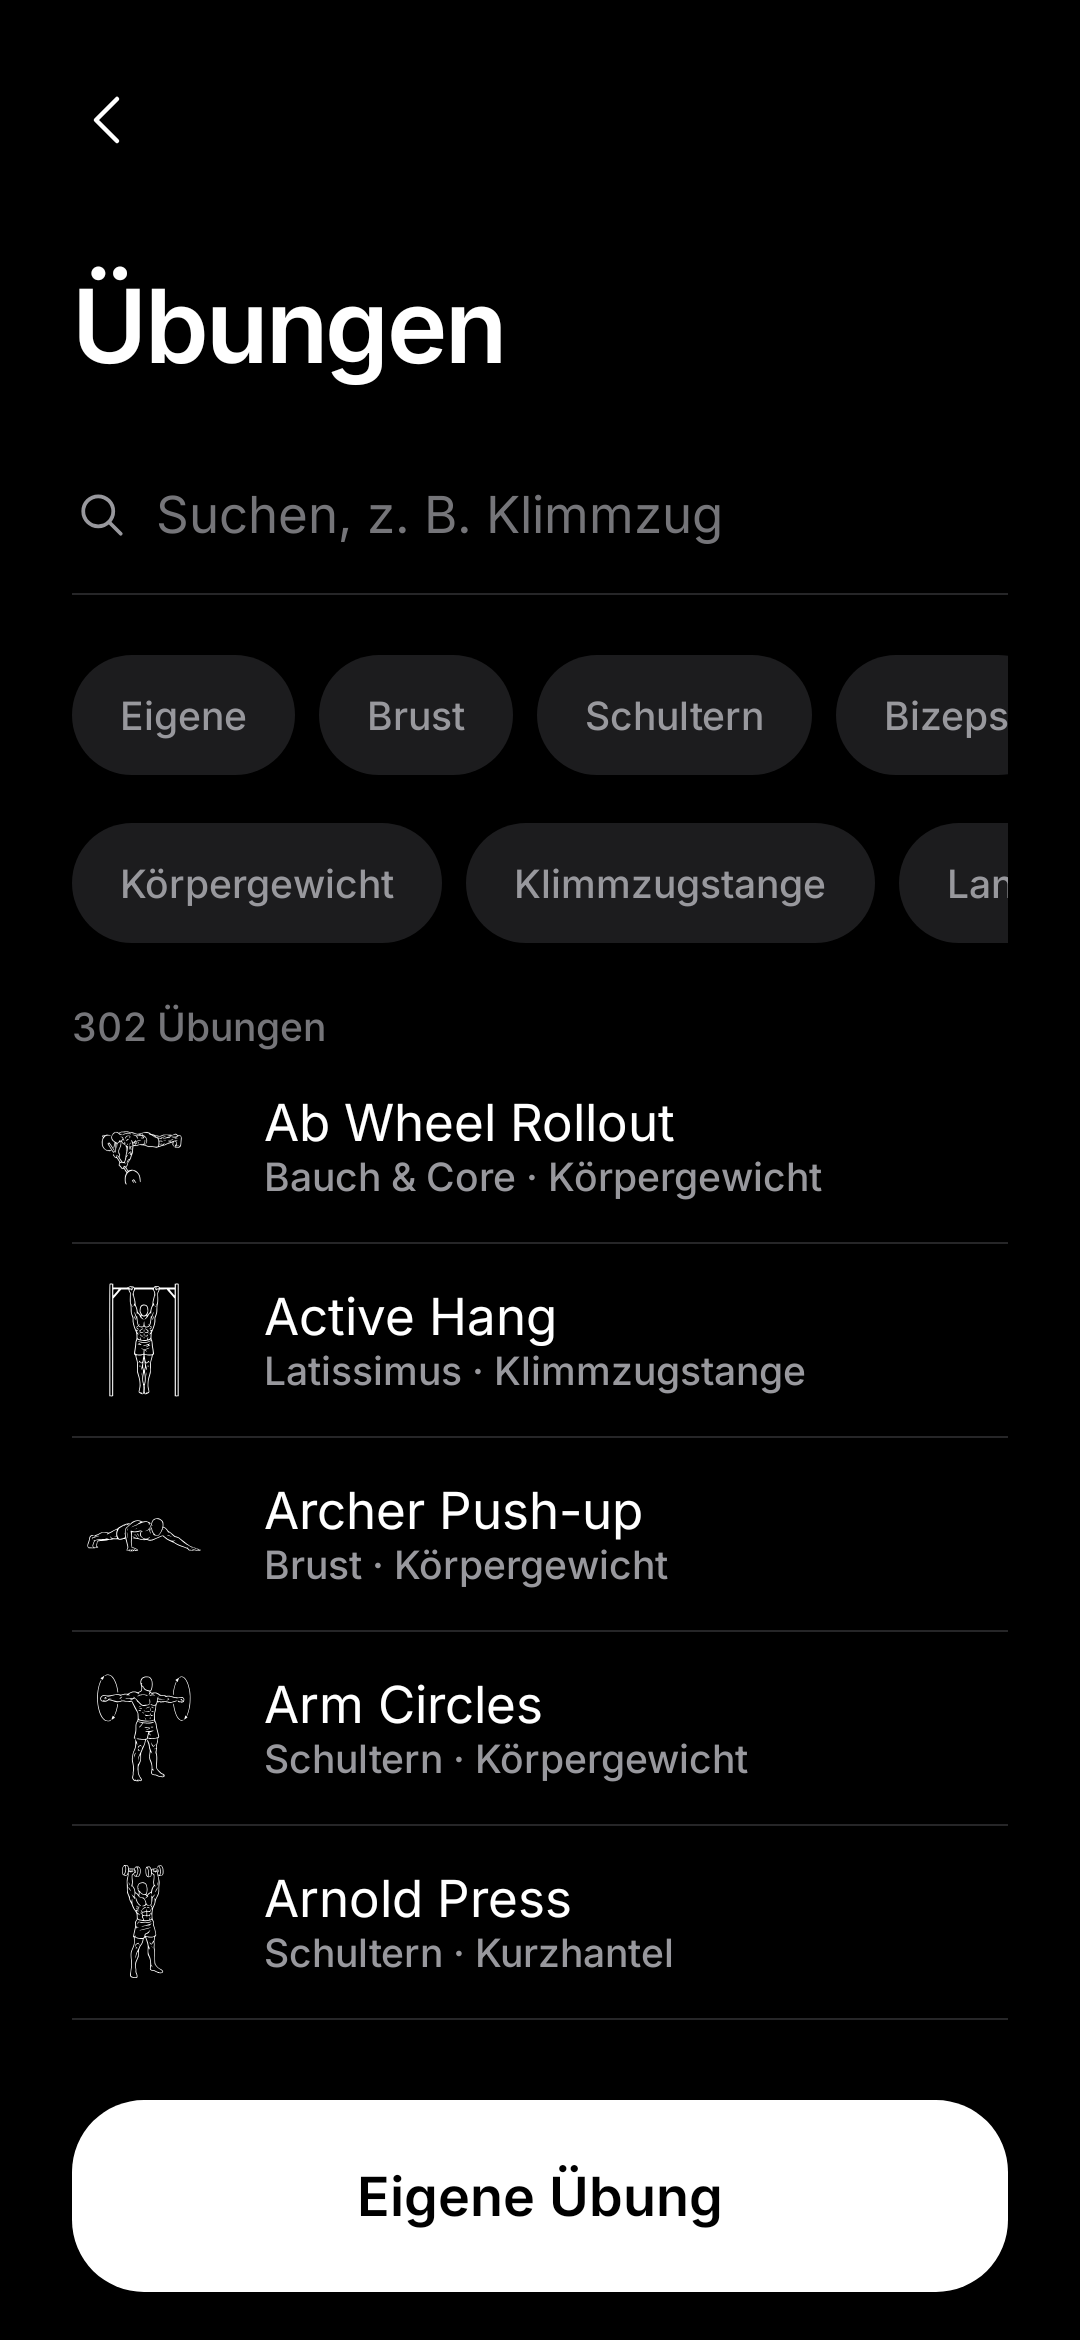 Übungen
Suchen, z. B. Klimmzug
Eigene Brust Schultern Bizeps
Körpergewicht Klimmzugstange
302 Übungen
Ab Wheel Rollout
Bauch & Core · Körpergewicht
Active Hang
Latissimus · Klimmzugstange
Archer Push-up
Brust · Körpergewicht
Arm Circles
Schultern · Körpergewicht
Arnold Press
Schultern · Kurzhantel
Eigene Übung